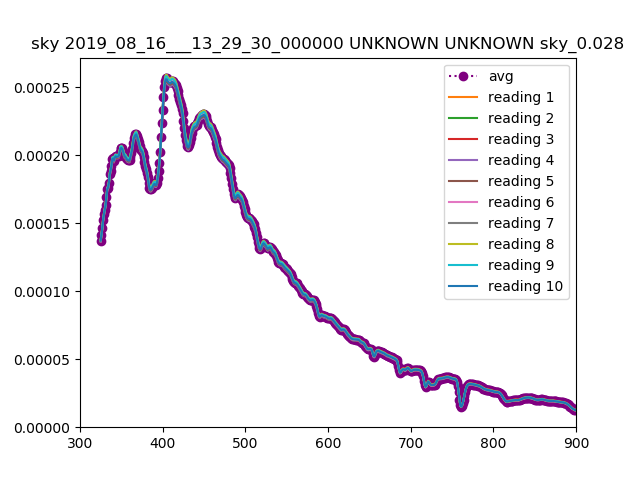 sky 2019_08_16___13_29_30_000000 UNKNOWN UNKNOWN sky_0.028
avg
reading 1
reading 2
reading 3
reading 4
reading 5
reading 6
reading 7
reading 8
reading 9
reading 10
0.00025
0.00020
0.00015
0.00010
0.00005
0.00000
300 400 500 600 700 800 900